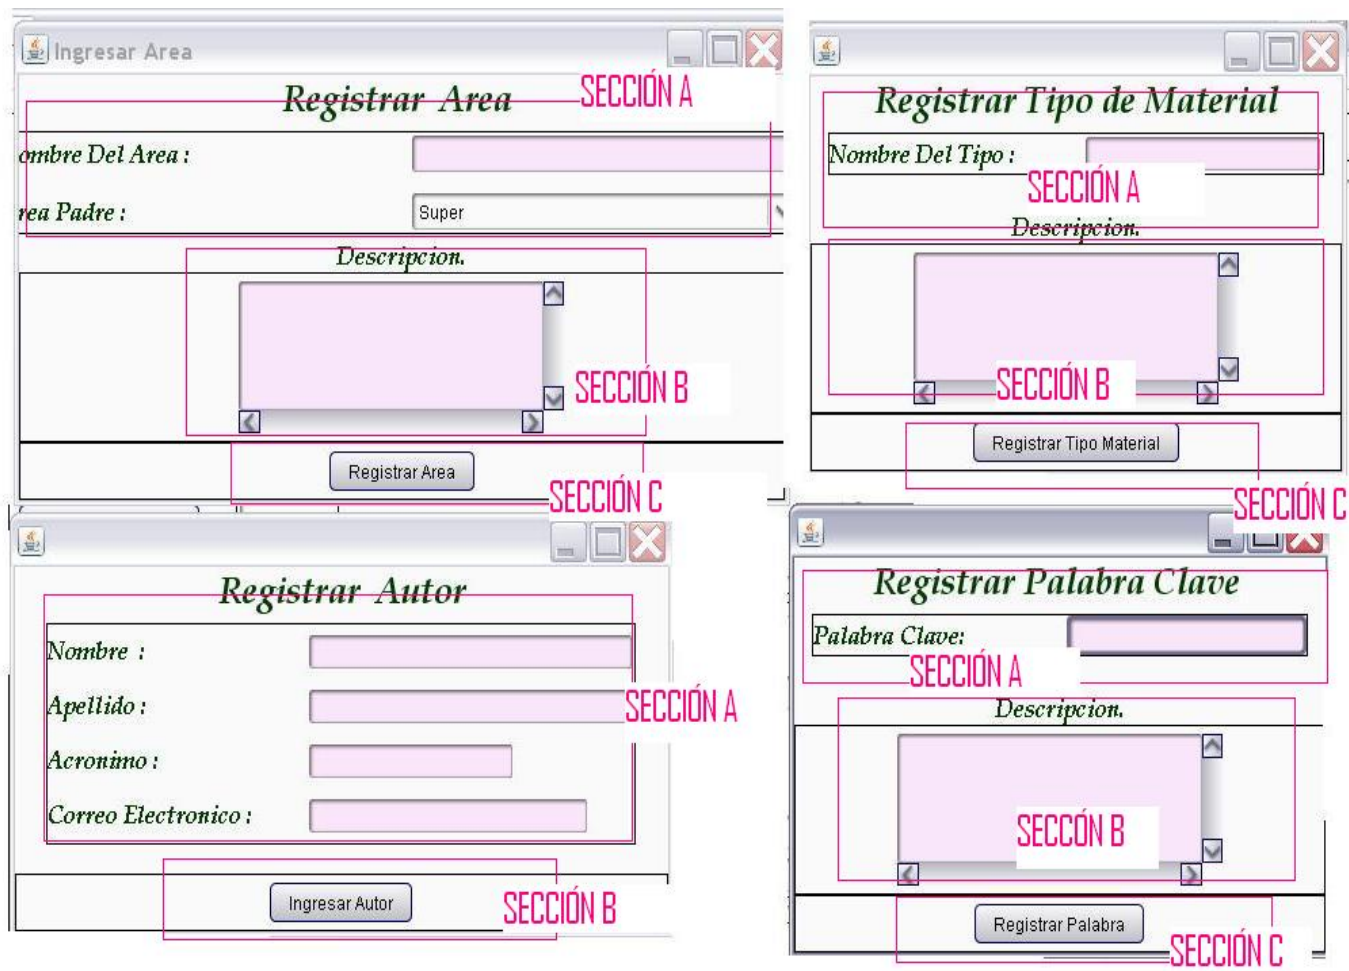 Ingresar Area
Registrar Area
SECCIÓN A
ombre Del Area :
rea Padre :
Super
Descripcion.
SECCIÓN B
Registrar Area
SECCIÓN C
Registrar Tipo de Material
Nombre Del Tipo :
SECCIÓN A
Descripcion.
SECCIÓN B
Registrar Tipo Material
SECCIÓN C
Registrar Autor
Nombre :
Apellido :
SECCIÓN A
Acronimo :
Correo Electronico :
Ingresar Autor
SECCIÓN B
Registrar Palabra Clave
Palabra Clave:
SECCIÓN A
Descripcion.
SECCÓN B
Registrar Palabra
SECCIÓN C